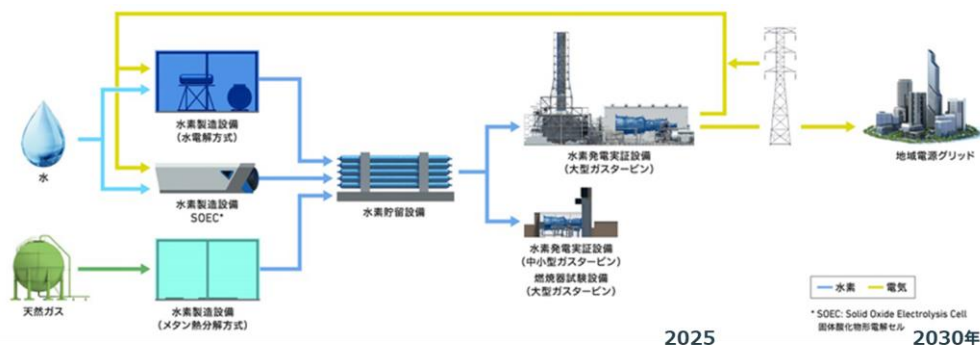 水
水素製造設備
(水電解方式)
水素製造設備
SOEC*
天然ガス
水素製造設備
(メタン熱分解方式)
水素貯留設備
水素発電実証設備
(大型ガスタービン)
水素発電実証設備
(中小型ガスタービン)
燃焼器試験設備
(大型ガスタービン)
地域電源グリッド
水素 電気
* SOEC: Solid Oxide Electrolysis Cell
固体酸化物形電解セル
2025 2030年